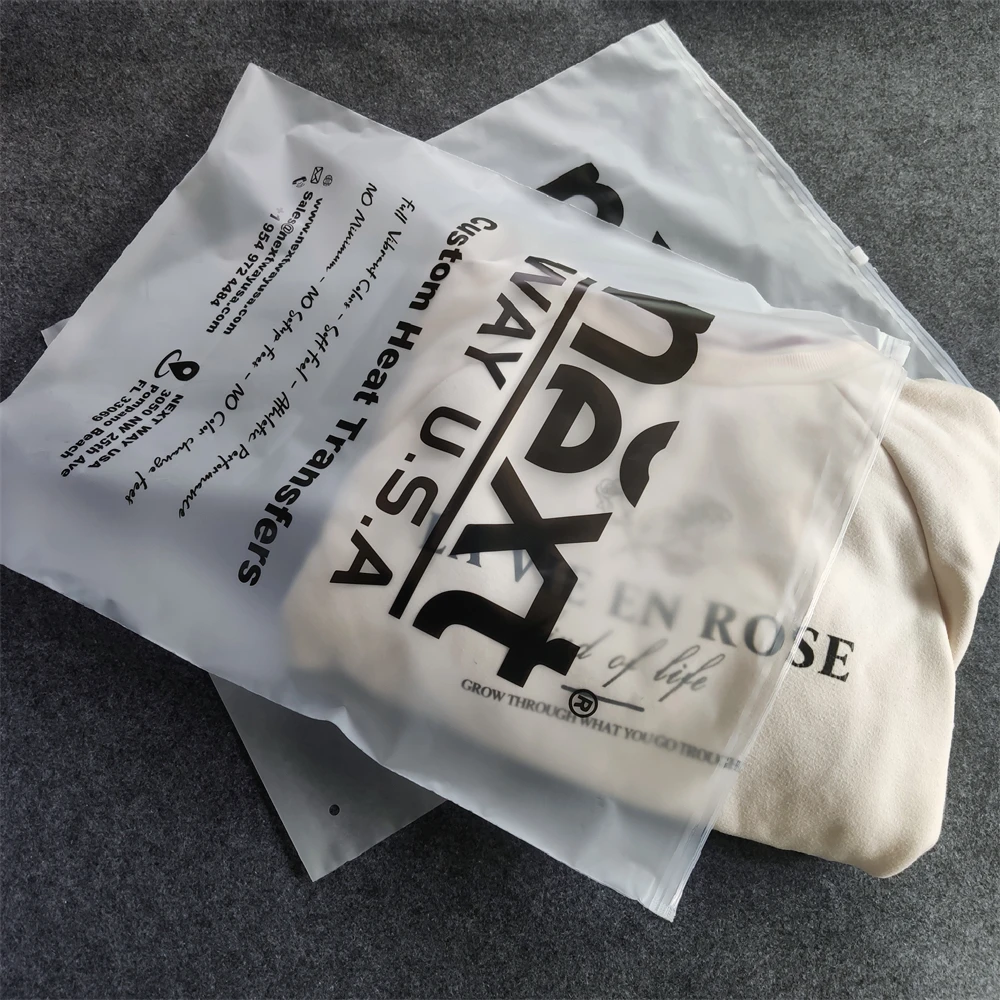 next®
WAY U.S.A
Custom Heat Transfers
Full Vibrant Colors - Soft Feel - Athletic Performance
NO Minimum - NO Setup Fees - NO Color change fees
www.nextwayusa.com
Sales@nextwayusa.com
+1 954 972 4484
NEXT WAY USA
3050 NW 25th Ave
Pompano Beach
FL 33069
LA VIE EN ROSE
of life
GROW THROUGH WHAT YOU GO TROUGH
n